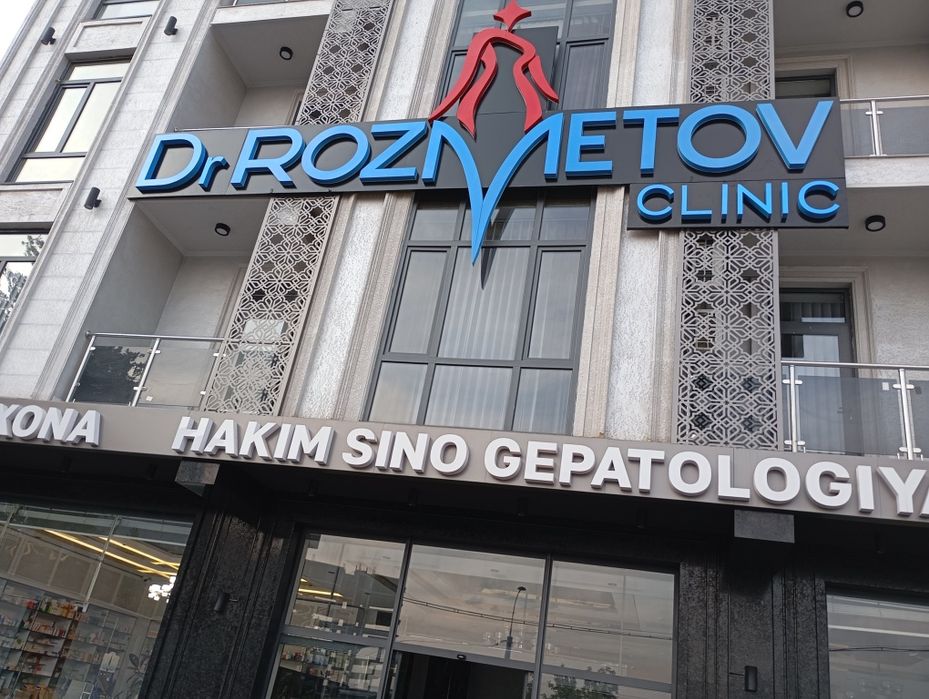 Dr ROZMETOV
CLINIC
XONA HAKIM SINO GEPATOLOGIYA